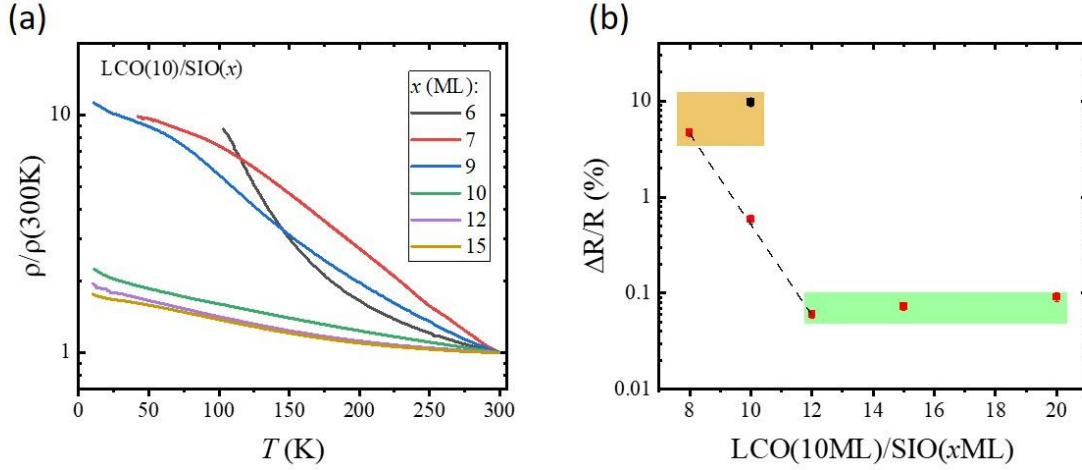 (a)
LCO(10)/SIO(x)
x (ML):
6
7
9
10
12
15
10
1
ρ/ρ(300K)
0 50 100 150 200 250 300
T (K)
(b)
10
1
0.1
0.01
ΔR/R (%)
8 10 12 14 16 18 20
LCO(10ML)/SIO(xML)